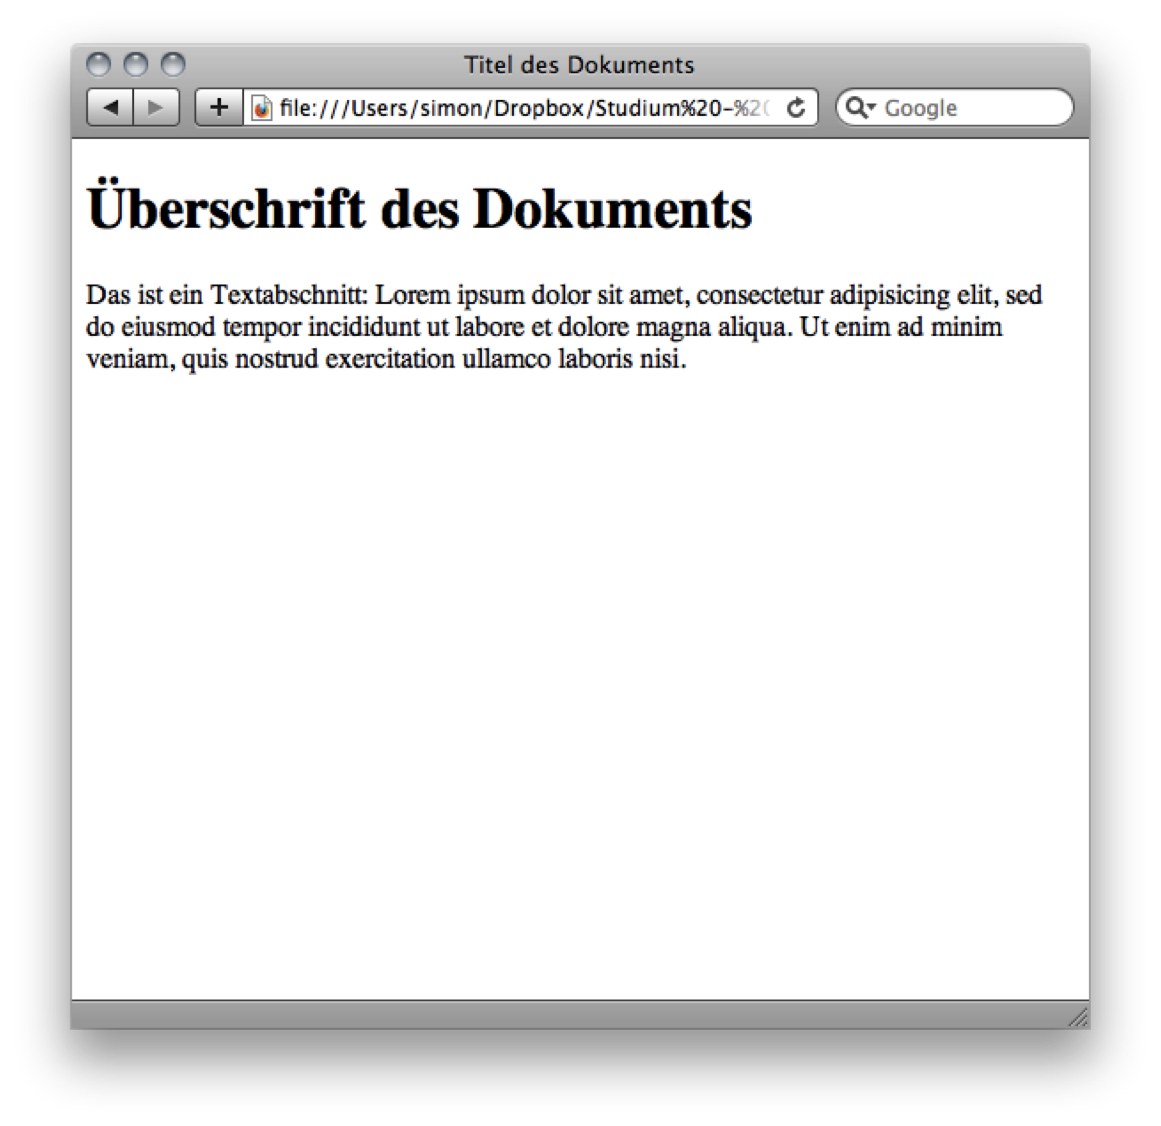 Titel des Dokuments
file:///Users/simon/Dropbox/Studium%20-%20
Google
Überschrift des Dokuments
Das ist ein Textabschnitt: Lorem ipsum dolor sit amet, consectetur adipisicing elit, sed
do eiusmod tempor incididunt ut labore et dolore magna aliqua. Ut enim ad minim
veniam, quis nostrud exercitation ullamco laboris nisi.